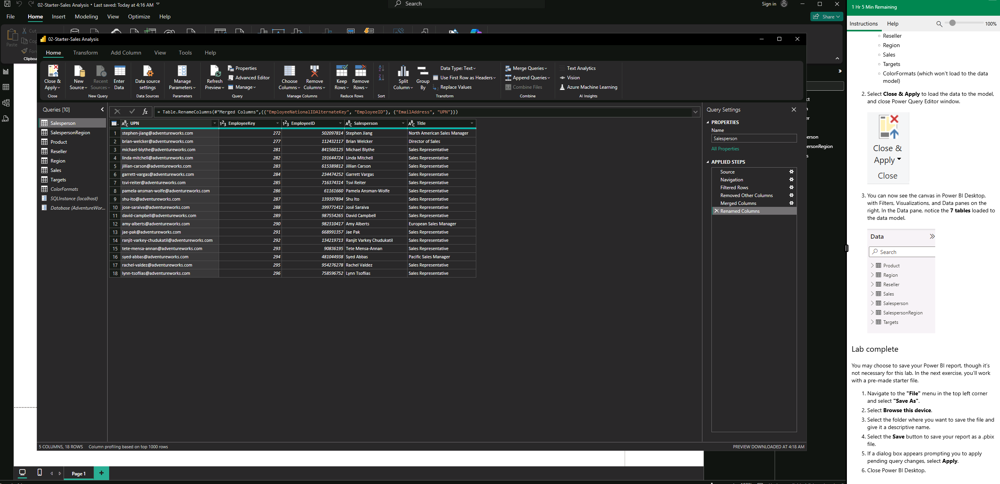 02-Starter-Sales Analysis • Last saved: Today at 4:16 AM
Search
Sign in
File Home Insert Modeling View Optimize Help
Share
Paste
Cut
Clipboa
02-Starter-Sales Analysis
Home Transform Add Column View Tools Help
Close & Apply
Close
New Source
Recent Sources
Enter Data
New Query
Data source settings
Data Sources
Manage Parameters
Parameters
Refresh Preview
Properties
Advanced Editor
Manage
Query
Choose Columns
Remove Columns
Manage Columns
Keep Rows
Remove Rows
Reduce Rows
Sort
Split Column
Group By
Data Type: Text
Use First Row as Headers
Replace Values
Transform
Merge Queries
Append Queries
Combine Files
Combine
Text Analytics
Vision
Azure Machine Learning
AI Insights
Queries [10]
Salesperson
SalespersonRegion
Product
Reseller
Region
Sales
Targets
ColorFormats
SQLInstance (localhost)
Database (AdventureWor...
= Table.RenameColumns(#"Merged Columns",{{"EmployeeNationalIDAlternateKey", "EmployeeID"}, {"EmailAddress", "UPN"}})
UPN EmployeeKey EmployeeID Salesperson Title
1 stephen-jiang@adventureworks.com 272 502097814 Stephen Jiang North American Sales Manager
2 brian-welcker@adventureworks.com 277 112432117 Brian Welcker Director of Sales
3 michael-blythe@adventureworks.com 281 841560125 Michael Blythe Sales Representative
4 linda-mitchell@adventureworks.com 282 191644724 Linda Mitchell Sales Representative
5 jillian-carson@adventureworks.com 283 615389812 Jillian Carson Sales Representative
6 garrett-vargas@adventureworks.com 284 234474252 Garrett Vargas Sales Representative
7 tsvi-reiter@adventureworks.com 285 716374314 Tsvi Reiter Sales Representative
8 pamela-ansman-wolfe@adventureworks.com 286 61161660 Pamela Ansman-Wolfe Sales Representative
9 shu-ito@adventureworks.com 287 139397894 Shu Ito Sales Representative
10 jose-saraiva@adventureworks.com 288 399771412 José Saraiva Sales Representative
11 david-campbell@adventureworks.com 289 987554265 David Campbell Sales Representative
12 amy-alberts@adventureworks.com 290 982310417 Amy Alberts European Sales Manager
13 jae-pak@adventureworks.com 291 668991357 Jae Pak Sales Representative
14 ranjit-varkey-chudukatil@adventureworks.com 292 134219713 Ranjit Varkey Chudukatil Sales Representative
15 tete-mensa-annan@adventureworks.com 293 90836195 Tete Mensa-Annan Sales Representative
16 syed-abbas@adventureworks.com 294 481044938 Syed Abbas Pacific Sales Manager
17 rachel-valdez@adventureworks.com 295 954276278 Rachel Valdez Sales Representative
18 lynn-tsoflias@adventureworks.com 296 758596752 Lynn Tsoflias Sales Representative
Query Settings
PROPERTIES
Name
Salesperson
All Properties
APPLIED STEPS
Source
Navigation
Filtered Rows
Removed Other Columns
Merged Columns
Renamed Columns
5 COLUMNS, 18 ROWS Column profiling based on top 1000 rows
PREVIEW DOWNLOADED AT 4:18 AM
Page 1
1 Hr 5 Min Remaining
Instructions Help
100%
Reseller
Region
Sales
Targets
ColorFormats (which won't load to the data
model)
2. Select Close & Apply to load the data to the model,
and close Power Query Editor window.
Close &
Apply
Close
3. You can now see the canvas in Power BI Desktop,
with Filters, Visualizations, and Data panes on the
right. In the Data pane, notice the 7 tables loaded to
the data model.
Data
Search
Product
Region
Reseller
Sales
Salesperson
SalespersonRegion
Targets
Lab complete
You may choose to save your Power BI report, though it's
not necessary for this lab. In the next exercise, you'll work
with a pre-made starter file.
1. Navigate to the "File" menu in the top left corner
and select "Save As".
2. Select Browse this device.
3. Select the folder where you want to save the file and
give it a descriptive name.
4. Select the Save button to save your report as a .pbix
file.
5. If a dialog box appears prompting you to apply
pending query changes, select Apply.
6. Close Power BI Desktop.